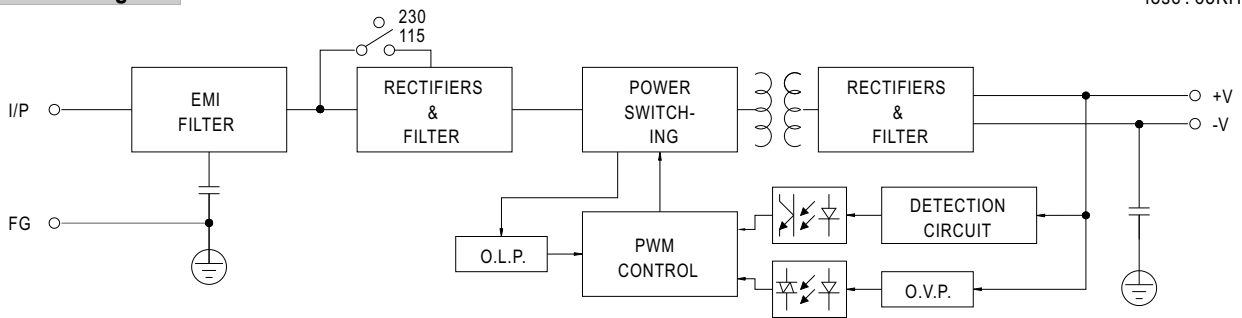 230
115
I/P
EMI
FILTER
RECTIFIERS
&
FILTER
POWER
SWITCH-
ING
RECTIFIERS
&
FILTER
+V
-V
FG
O.L.P.
PWM
CONTROL
DETECTION
CIRCUIT
O.V.P.